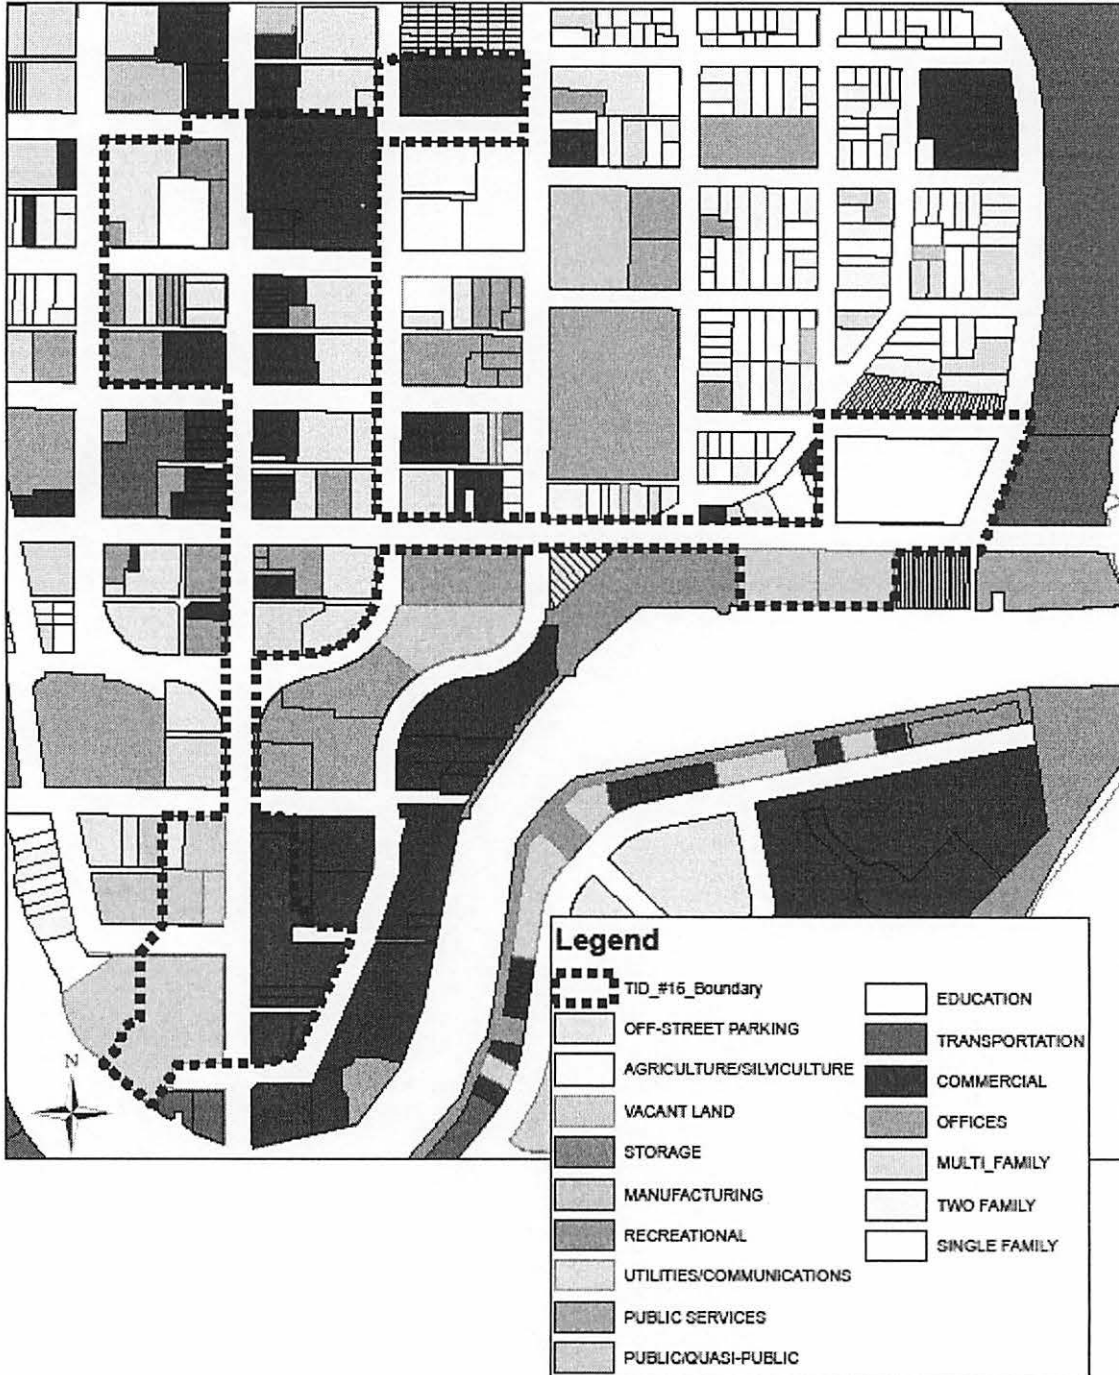 N
Legend
TID_#16_Boundary
OFF-STREET PARKING
AGRICULTURE/SILVICULTURE
VACANT LAND
STORAGE
MANUFACTURING
RECREATIONAL
UTILITIES/COMMUNICATIONS
PUBLIC SERVICES
PUBLIC/QUASI-PUBLIC
EDUCATION
TRANSPORTATION
COMMERCIAL
OFFICES
MULTI_FAMILY
TWO FAMILY
SINGLE FAMILY